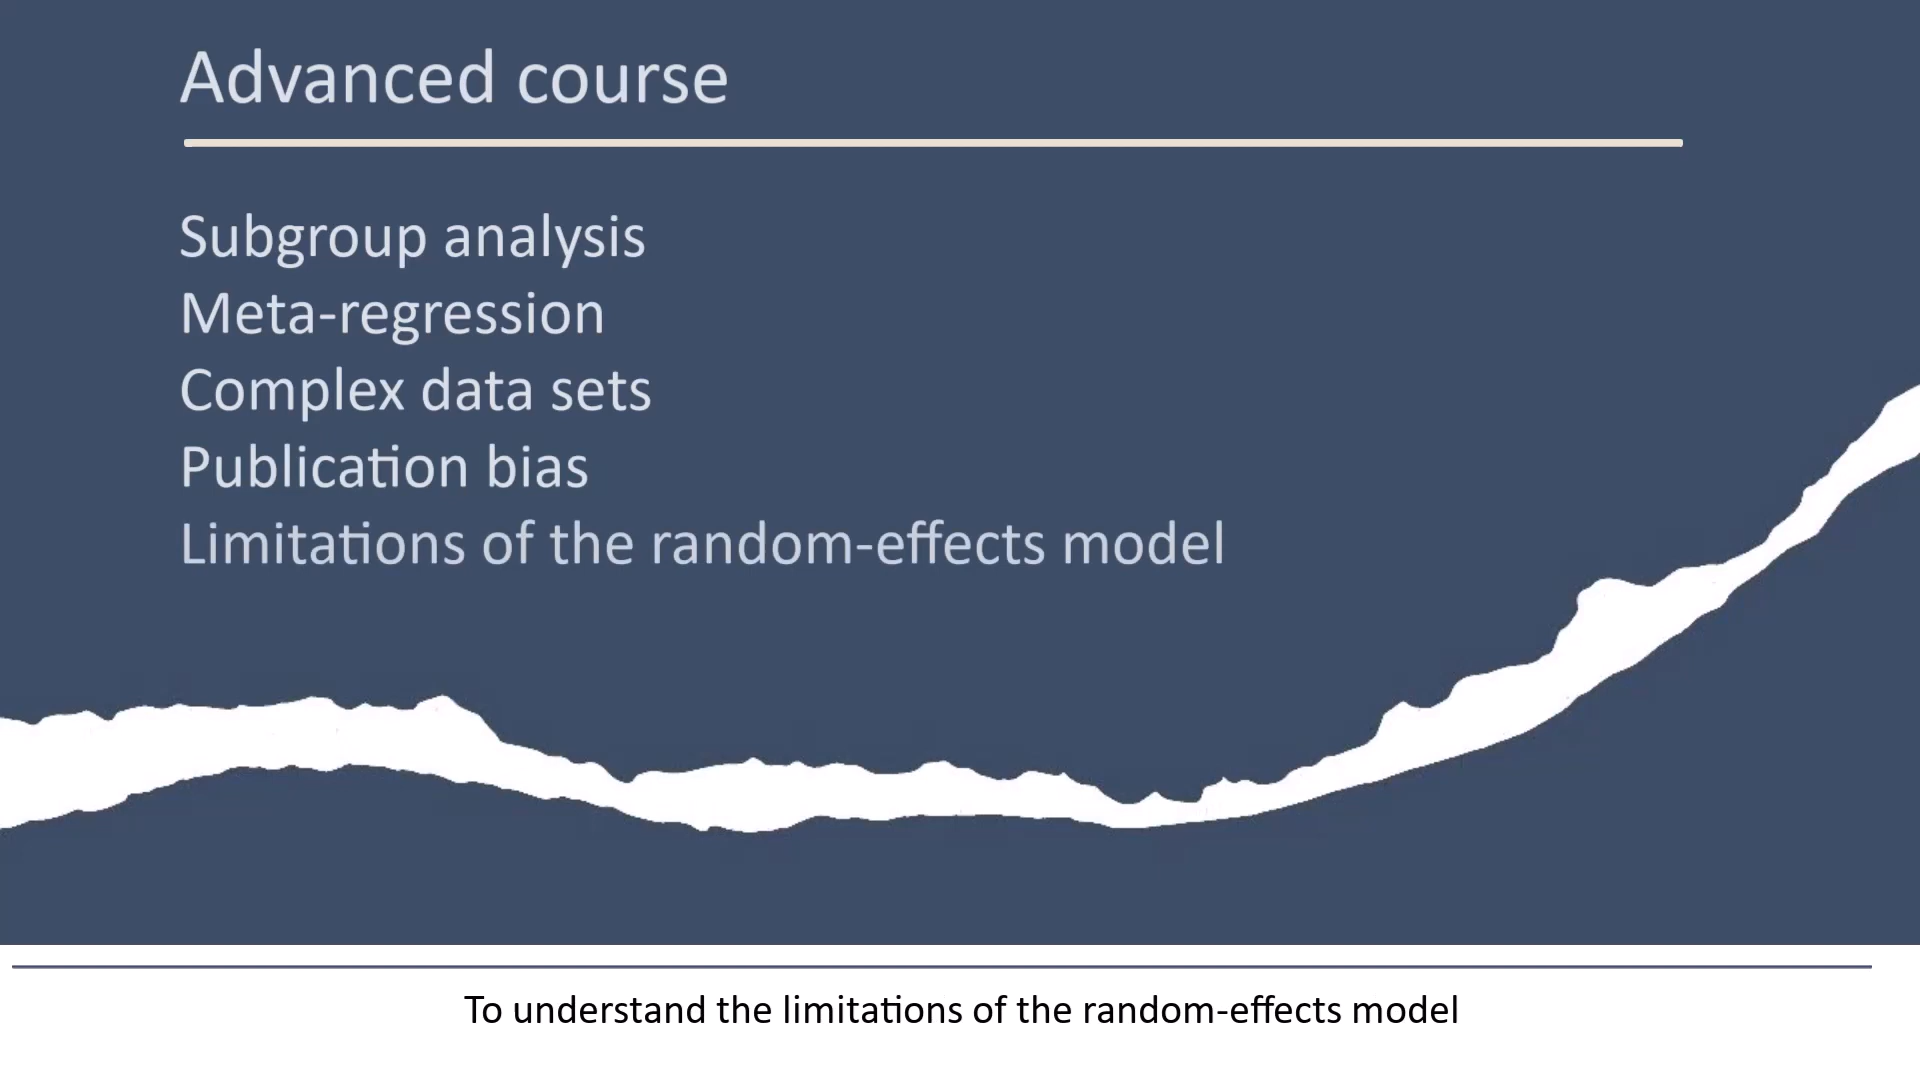 Advanced course
Subgroup analysis
Meta-regression
Complex data sets
Publication bias
Limitations of the random-effects model
To understand the limitations of the random-effects model